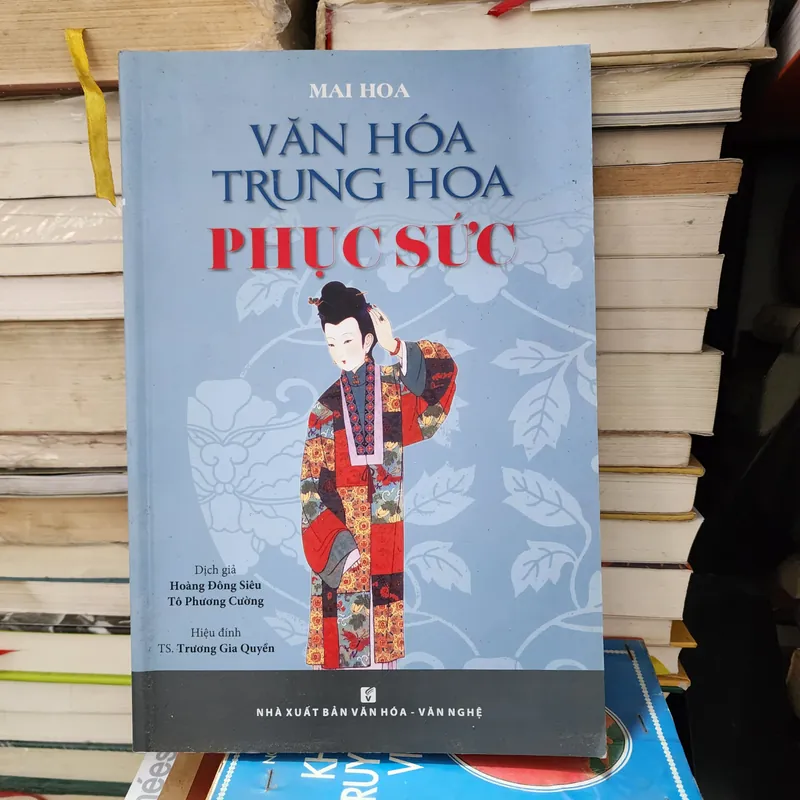 MAI HOA
VĂN HÓA
TRUNG HOA
PHỤC SỨC
Dịch giả
Hoàng Đông Siêu
Tô Phương Cường
Hiệu đính
TS. Trương Gia Quyền
NHÀ XUẤT BẢN VĂN HÓA - VĂN NGHỆ